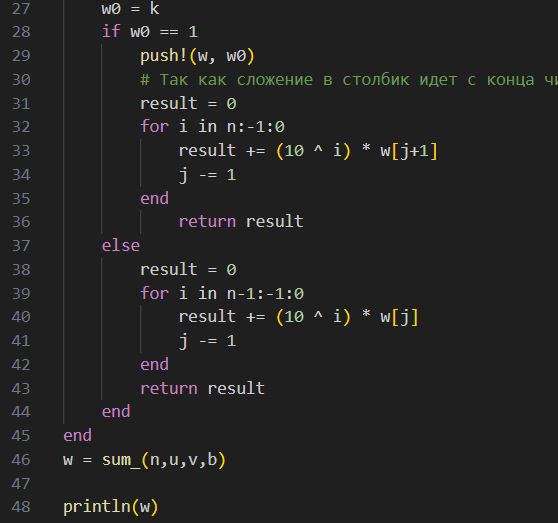 27 w0 = k
28 if w0 == 1
29 push!(w, w0)
30 # Так как сложение в столбик идет с конца
31 result = 0
32 for i in n:-1:0
33 result += (10 ^ i) * w[j+1]
34 j -= 1
35 end
36 return result
37 else
38 result = 0
39 for i in n-1:-1:0
40 result += (10 ^ i) * w[j]
41 j -= 1
42 end
43 return result
44 end
45 end
46 w = sum_(n,u,v,b)
47
48 println(w)